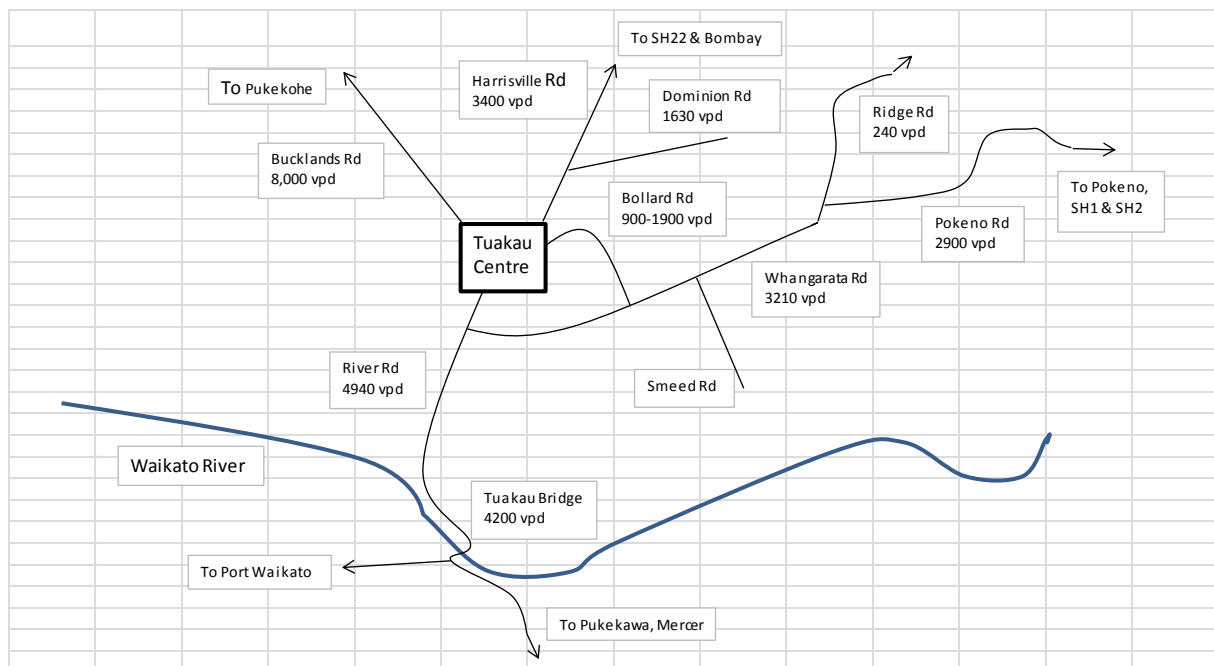 To SH22 & Bombay
To Pukekohe
Harrisville Rd
3400 vpd
Dominion Rd
1630 vpd
Ridge Rd
240 vpd
Bucklands Rd
8,000 vpd
Bollard Rd
900-1900 vpd
To Pokeno,
SH1 & SH2
Pokeno Rd
2900 vpd
Tuakau
Centre
Whangarata Rd
3210 vpd
River Rd
4940 vpd
Smeed Rd
Waikato River
Tuakau Bridge
4200 vpd
To Port Waikato
To Pukekawa, Mercer